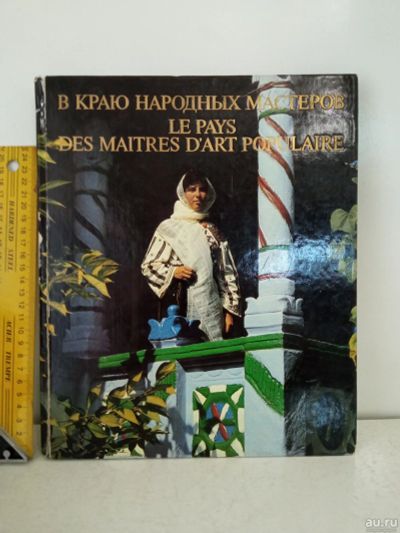 В КРАЮ НАРОДНЫХ МАСТЕРОВ
LE PAYS
DES MAITRES D'ART POPULAIRE
au.ru